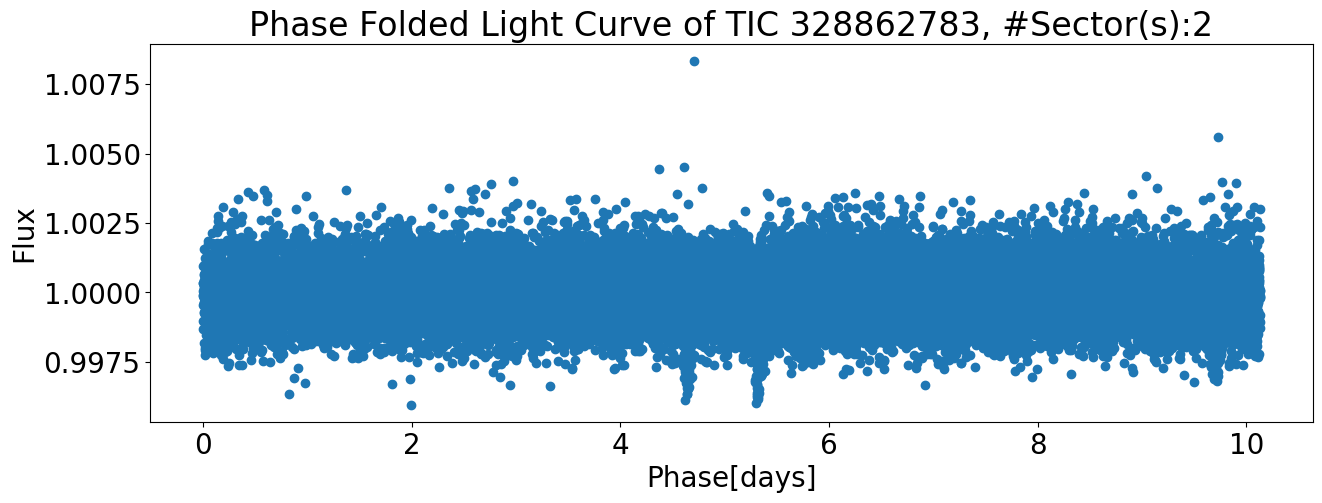 Phase Folded Light Curve of TIC 328862783, #Sector(s):2
1.0075
1.0050
1.0025
1.0000
0.9975
Flux
0 2 4 6 8 10
Phase[days]